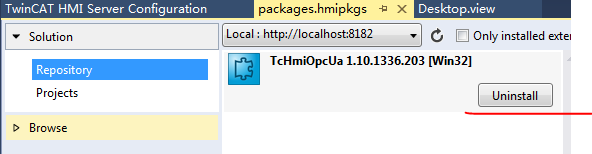 TwinCAT HMI Server Configuration
packages.hmipkgs
Desktop.view
Solution
Repository
Projects
Browse
Local : http://localhost:8182
Only installed exte
TcHmiOpcUa 1.10.1336.203 [Win32]
Uninstall